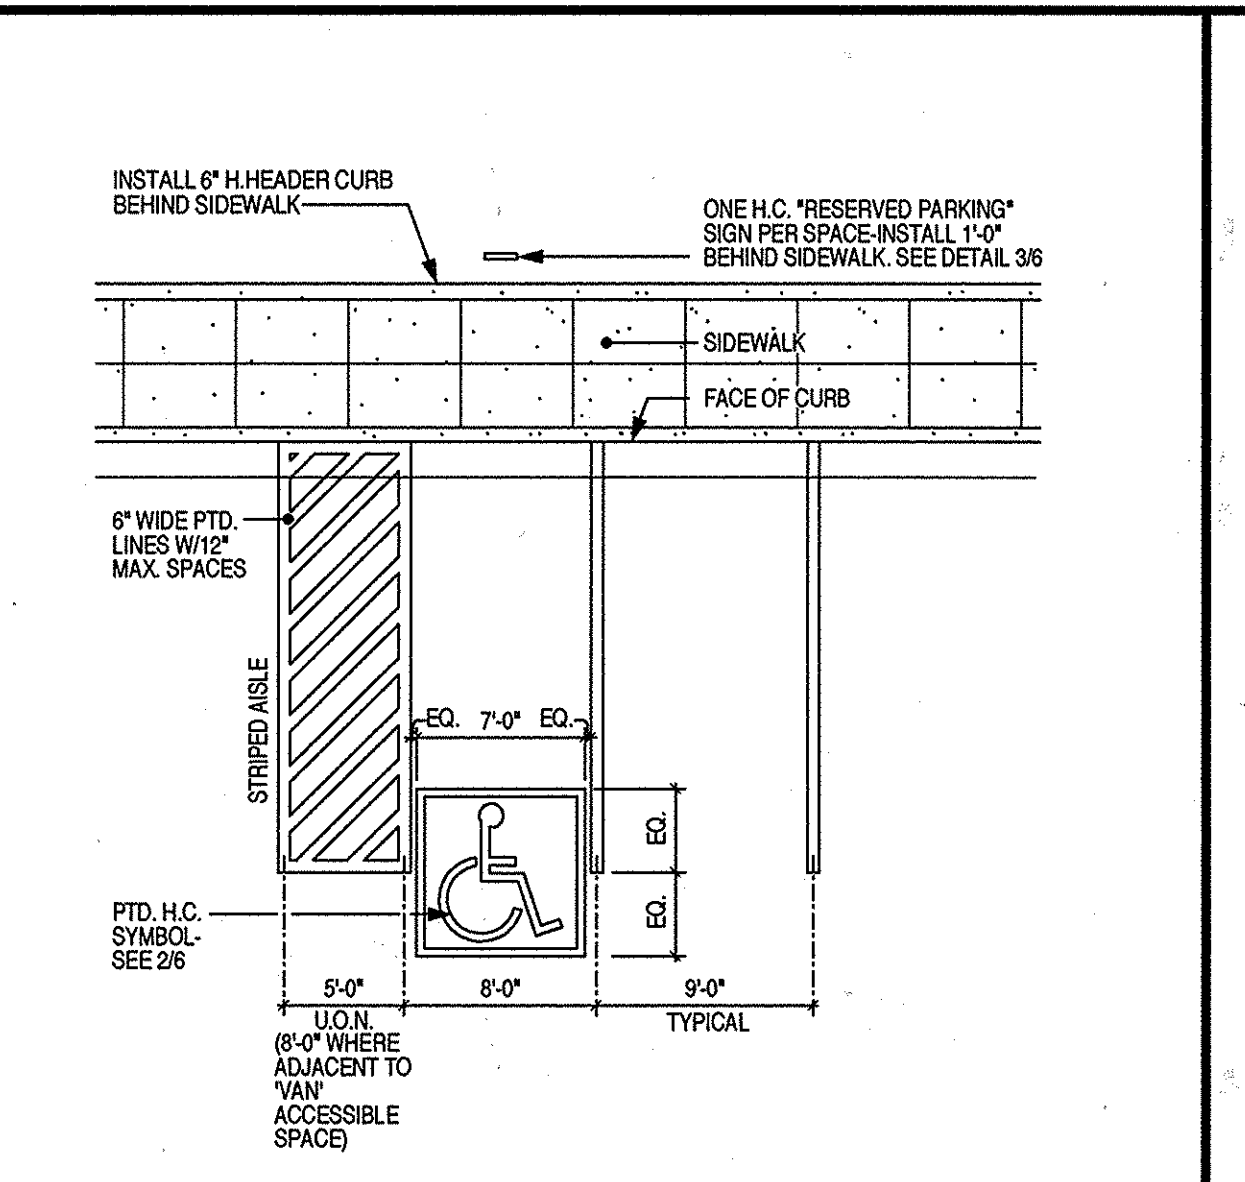 INSTALL 6" H.HEADER CURB
BEHIND SIDEWALK
ONE H.C. "RESERVED PARKING"
SIGN PER SPACE-INSTALL 1'-0"
BEHIND SIDEWALK. SEE DETAIL 3/6
SIDEWALK
FACE OF CURB
6" WIDE PTD.
LINES W/12"
MAX. SPACES
STRIPED AISLE
EQ. 7'-0" EQ.
EQ.
EQ.
PTD. H.C.
SYMBOL-
SEE 2/6
5'-0" 8'-0" 9'-0"
U.O.N. TYPICAL
(8'-0" WHERE
ADJACENT TO
'VAN'
ACCESSIBLE
SPACE)